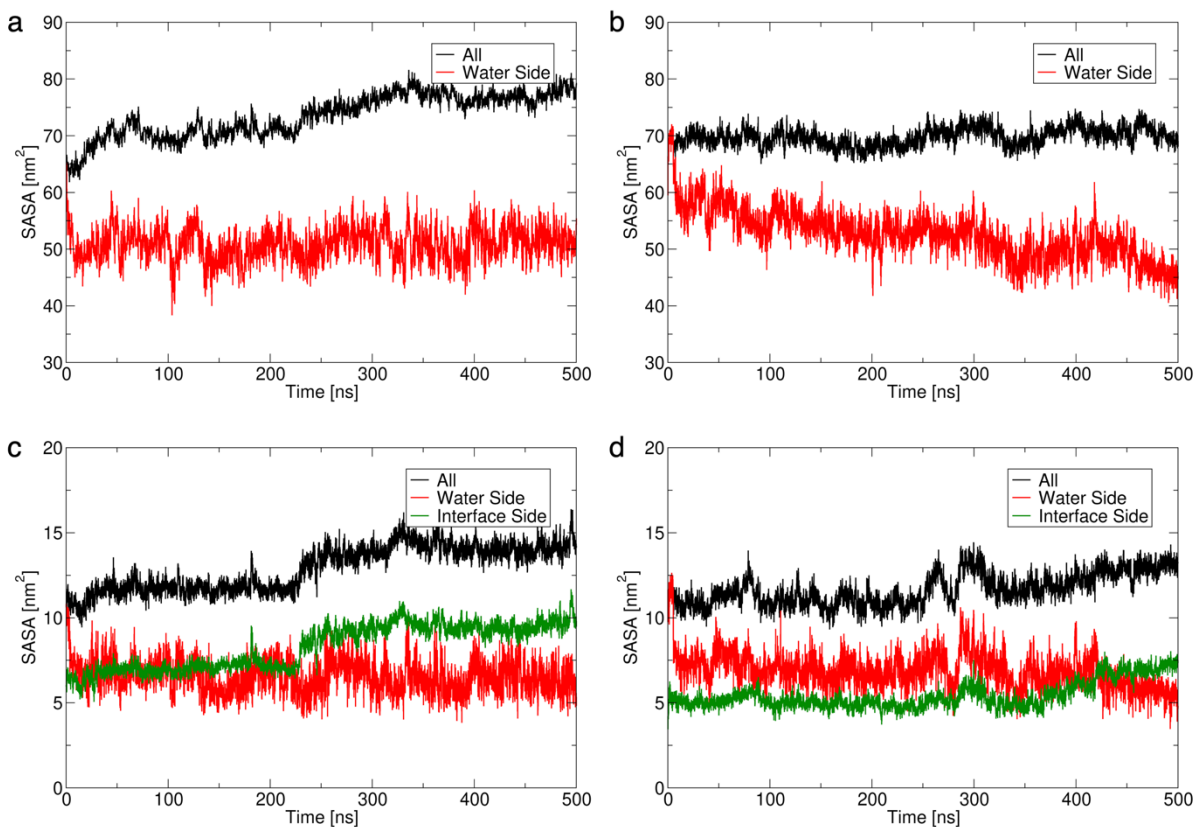 a
90
80
70
60
50
40
30
SASA [nm²]
All
Water Side
0 100 200 300 400 500
Time [ns]
b
90
80
70
60
50
40
30
SASA [nm²]
All
Water Side
0 100 200 300 400 500
Time [ns]
c
20
15
10
5
0
SASA [nm²]
All
Water Side
Interface Side
0 100 200 300 400 500
Time [ns]
d
20
15
10
5
0
SASA [nm²]
All
Water Side
Interface Side
0 100 200 300 400 500
Time [ns]